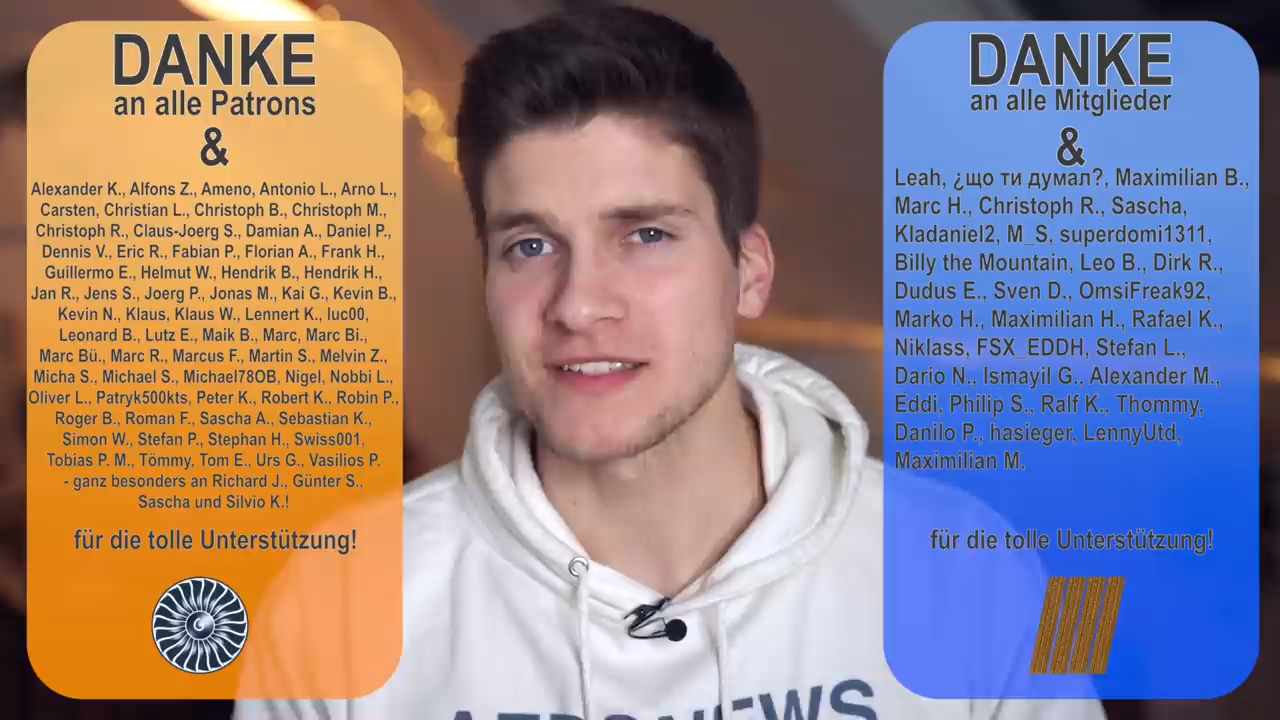 DANKE
an alle Patrons
&
Alexander K., Alfons Z., Ameno, Antonio L., Arno L.,
Carsten, Christian L., Christoph B., Christoph M.,
Christoph R., Claus-Joerg S., Damian A., Daniel P.,
Dennis V., Eric R., Fabian P., Florian A., Frank H.,
Guillermo E., Helmut W., Hendrik B., Hendrik H.,
Jan R., Jens S., Joerg P., Jonas M., Kai G., Kevin B.,
Kevin N., Klaus, Klaus W., Lennert K., luc00,
Leonard B., Lutz E., Maik B., Marc, Marc Bi.,
Marc Bü., Marc R., Marcus F., Martin S., Melvin Z.,
Micha S., Michael S., Michael78OB, Nigel, Nobbi L.,
Oliver L., Patryk500kts, Peter K., Robert K., Robin P.,
Roger B., Roman F., Sascha A., Sebastian K.,
Simon W., Stefan P., Stephan H., Swiss001,
Tobias P. M., Tömmy, Tom E., Urs G., Vasilios P.
- ganz besonders an Richard J., Günter S.,
Sascha und Silvio K.!
für die tolle Unterstützung!
DANKE
an alle Mitglieder
&
Leah, ¿що ти думал?, Maximilian B.,
Marc H., Christoph R., Sascha,
Kladaniel2, M_S, superdomi1311,
Billy the Mountain, Leo B., Dirk R.,
Dudus E., Sven D., OmsiFreak92,
Marko H., Maximilian H., Rafael K.,
Niklass, FSX_EDDH, Stefan L.,
Dario N., Ismayil G., Alexander M.,
Eddi, Philip S., Ralf K., Thommy,
Danilo P., hasieger, LennyUtd,
Maximilian M.
für die tolle Unterstützung!